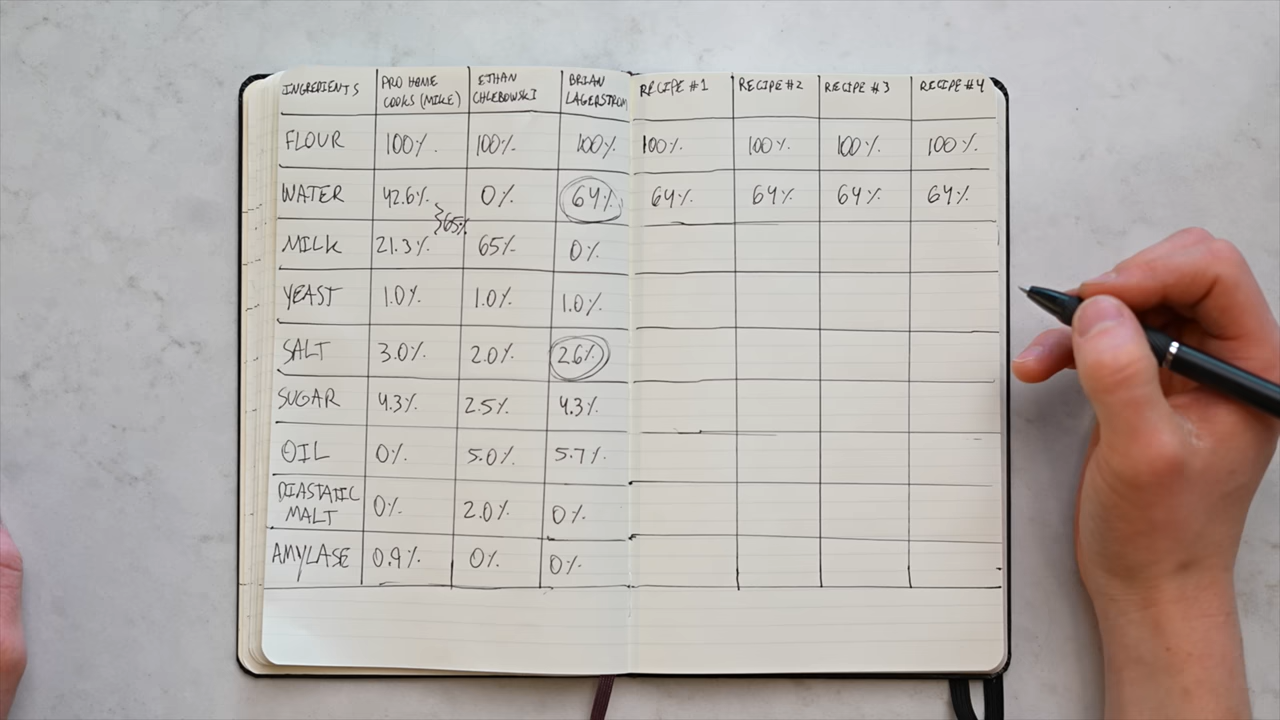 INGREDIENTS PRO HOME COOKS (MIKE) ETHAN CHLEBOWSKI BRIAN LAGERSTROM RECIPE #1 RECIPE #2 RECIPE #3 RECIPE #4
FLOUR 100% 100% 100% 100% 100% 100% 100%
WATER 42.6% 0% 64% 64% 64% 64% 64%
}65%
MILK 21.3% 65% 0%
YEAST 1.0% 1.0% 1.0%
SALT 3.0% 2.0% 2.6%
SUGAR 4.3% 2.5% 4.3%
OIL 0% 5.0% 5.7%
DIASTATIC MALT 0% 2.0% 0%
AMYLASE 0.9% 0% 0%